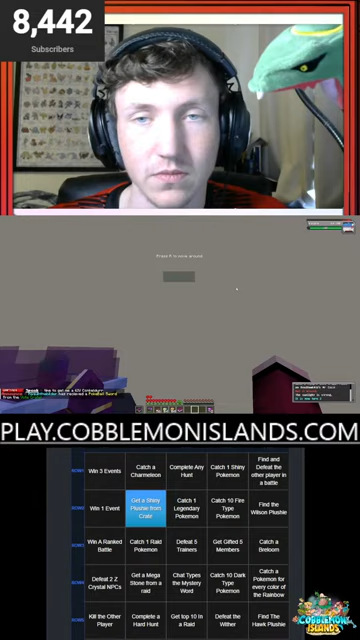 8,442
Subscribers
PLAY.COBBLEMONISLANDS.COM
Win 3 Events
Catch a
Charmeleon
Complete Any
Hunt
Catch 1 Shiny
Pokemon
Find and
Defeat the
other player
in a battle
Win 1 Event
Get a Shiny
Plushie from
Crate
Catch 1
Legendary
Pokemon
Catch 10 Fire
Type Pokemon
Find the
Wilson Plushie
Win A Ranked
Battle
Catch 1 Raid
Pokemon
Defeat 5
Trainers
Get Gifted 5
Members
Catch a
Breloom
Defeat 2 Z
Crystal NPCs
Get a Mega
Stone from a
raid
Chat Types the
Mystery Word
Catch 10 Dark
Type Pokemon
Catch a
Pokemon for
every color of
the Rainbow
Kill the Other
Player
Complete a
Hard Hunt
Get top 10 In a
Raid
Defeat the
Wither
Find The
Hawk Plushie
COBBLEMON
ISLANDS